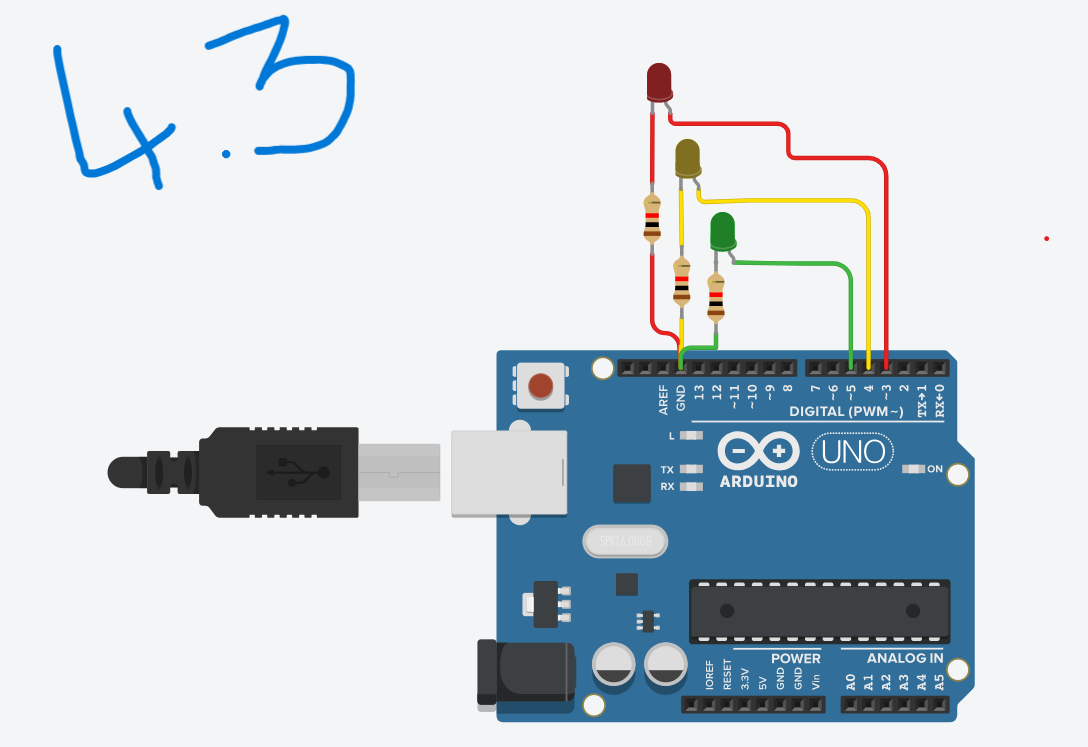 4.3
AREF
GND
13
12
~11
~10
~9
8
7
~6
~5
4
~3
2
TX→1
RX←0
DIGITAL (PWM~)
L
TX
RX
UNO
ON
ARDUINO
SPK16.000G
POWER
ANALOG IN
IOREF
RESET
3.3V
5V
GND
GND
Vin
A0
A1
A2
A3
A4
A5